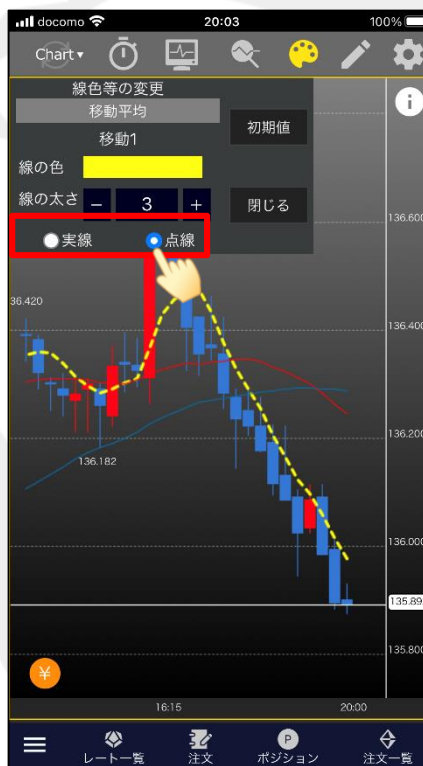 docomo 20:03 100%
Chart▾
線色等の変更
移動平均
初期値
移動1
線の色
線の太さ － 3 ＋ 閉じる
実線 点線
136.600
36.420
136.400
136.200
136.182
136.000
135.89
135.800
¥
16:15 20:00
P
レート一覧 注文 ポジション 注文一覧